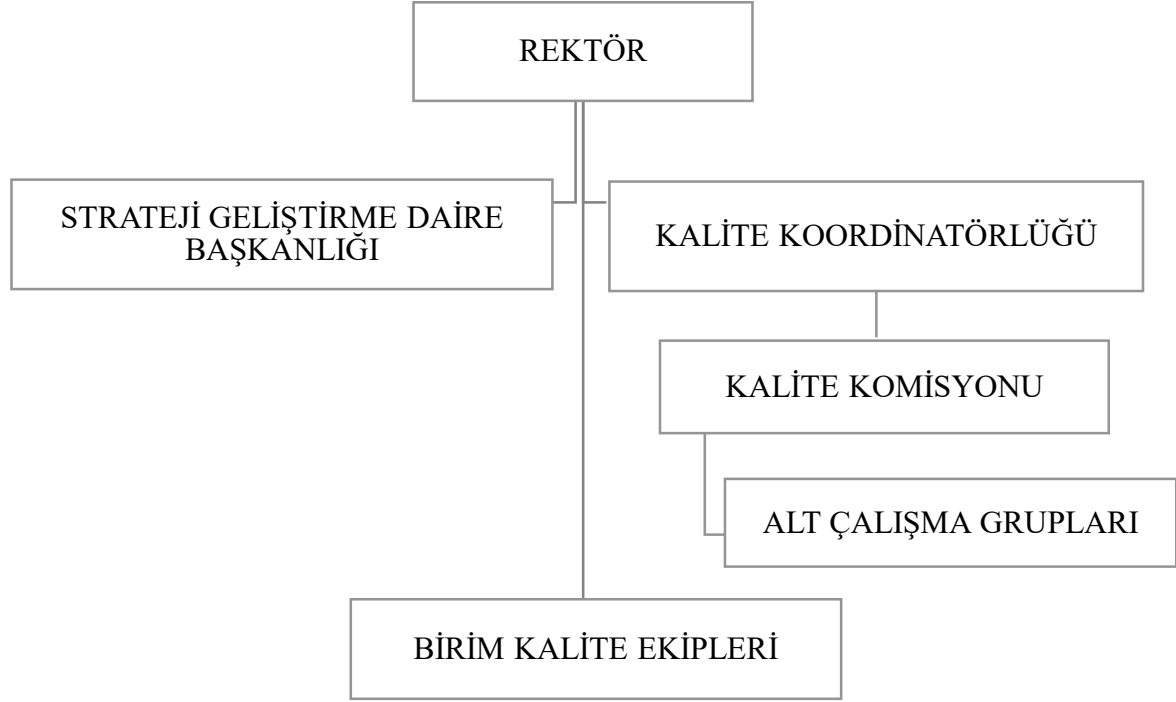 REKTÖR
STRATEJİ GELİŞTİRME DAİRE
BAŞKANLIĞI
KALİTE KOORDİNATÖRLÜĞÜ
KALİTE KOMİSYONU
ALT ÇALIŞMA GRUPLARI
BİRİM KALİTE EKİPLERİ